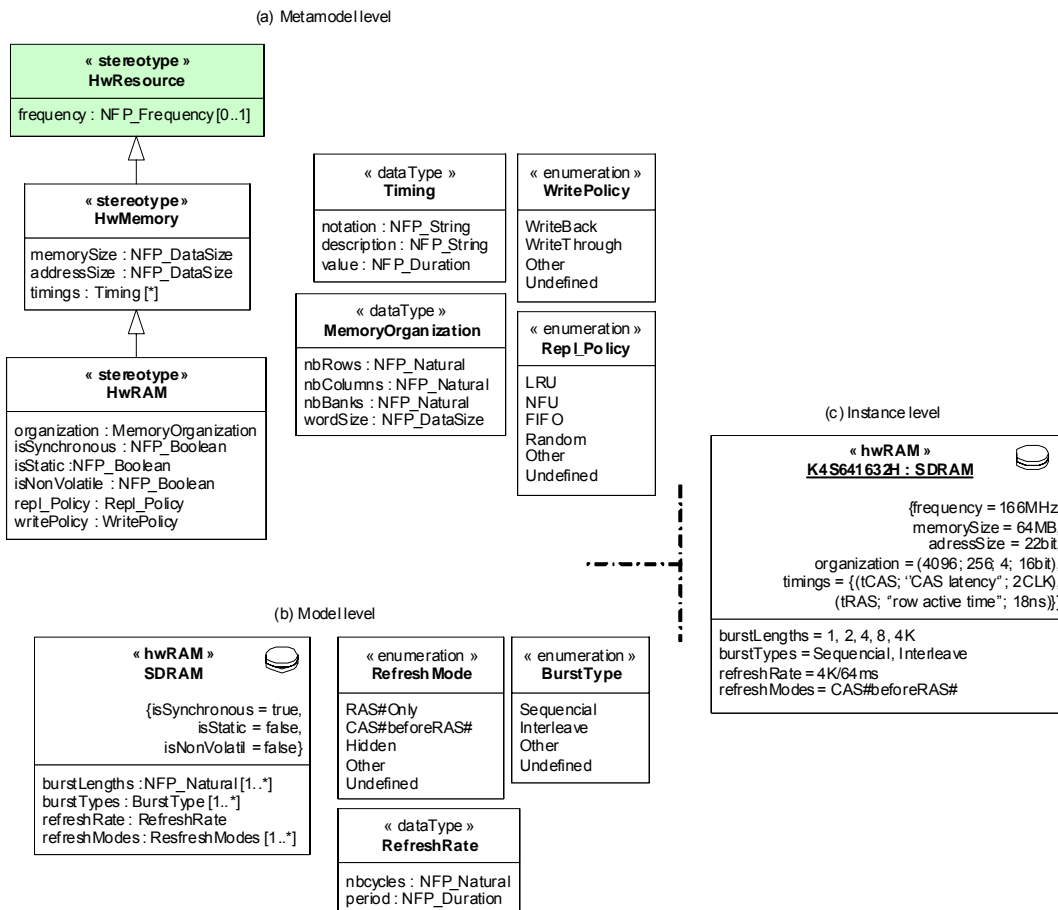 (a) Metamodel level
« stereotype »
HwResource
frequency : NFP_Frequency [0..1]
« stereotype»
HwMemory
memorySize : NFP_DataSize
addressSize : NFP_DataSize
timings : Timing [*]
« stereotype»
HwRAM
organization : MemoryOrganization
isSynchronous : NFP_Boolean
isStatic :NFP_Boolean
isNonVolatile : NFP_Boolean
repl_Policy : Repl_Policy
writePolicy : WritePolicy
« dataType »
Timing
notation : NFP_String
description : NFP_String
value : NFP_Duration
« enumeration »
WritePolicy
WriteBack
WriteThrough
Other
Undefined
« dataType »
MemoryOrganization
nbRows : NFP_Natural
nbColumns : NFP_Natural
nbBanks : NFP_Natural
wordSize : NFP_DataSize
« enumeration »
Repl_Policy
LRU
NFU
FIFO
Random
Other
Undefined
(c) Instance level
« hwRAM »
K4S641632H : SDRAM
{frequency = 166MHz,
memorySize = 64MB,
adressSize = 22bit,
organization = (4096; 256; 4; 16bit),
timings = {(tCAS; "CAS latency"; 2CLK),
(tRAS; "row active time"; 18ns)}}
burstLengths = 1, 2, 4, 8, 4K
burstTypes = Sequencial, Interleave
refreshRate = 4K/64ms
refreshModes = CAS#beforeRAS#
(b) Model level
« hwRAM »
SDRAM
{isSynchronous = true,
isStatic = false,
isNonVolatil = false}
burstLengths :NFP_Natural [1..*]
burstTypes : BurstType [1..*]
refreshRate : RefreshRate
refreshModes: ResfreshModes [1..*]
« enumeration »
RefreshMode
RAS#Only
CAS#beforeRAS#
Hidden
Other
Undefined
« enumeration »
BurstType
Sequencial
Interleave
Other
Undefined
« dataType »
RefreshRate
nbcycles : NFP_Natural
period : NFP_Duration